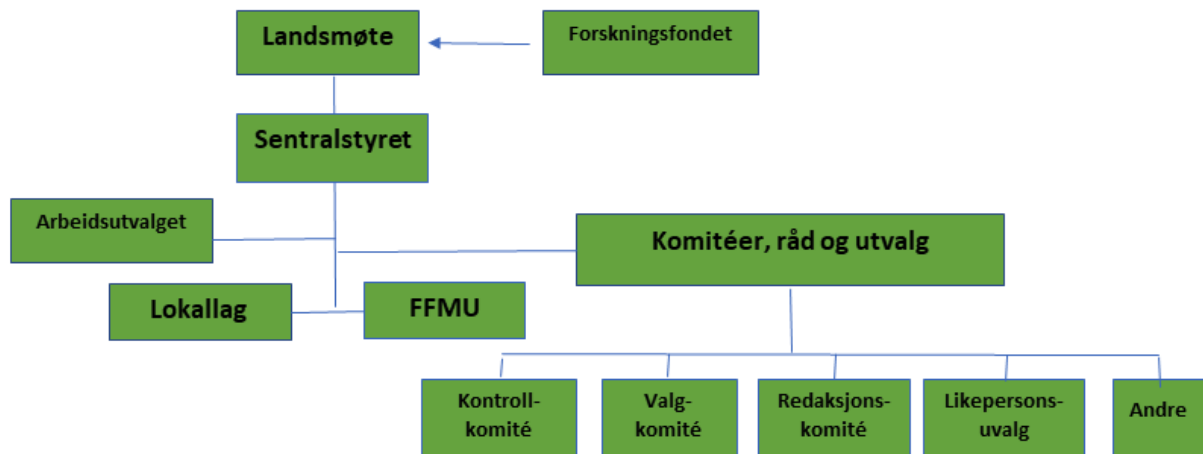 Landsmøte
Forskningsfondet
Sentralstyret
Arbeidsutvalget
Komitéer, råd og utvalg
Lokallag
FFMU
Kontroll-
komité
Valg-
komité
Redaksjons-
komité
Likepersons-
uvalg
Andre